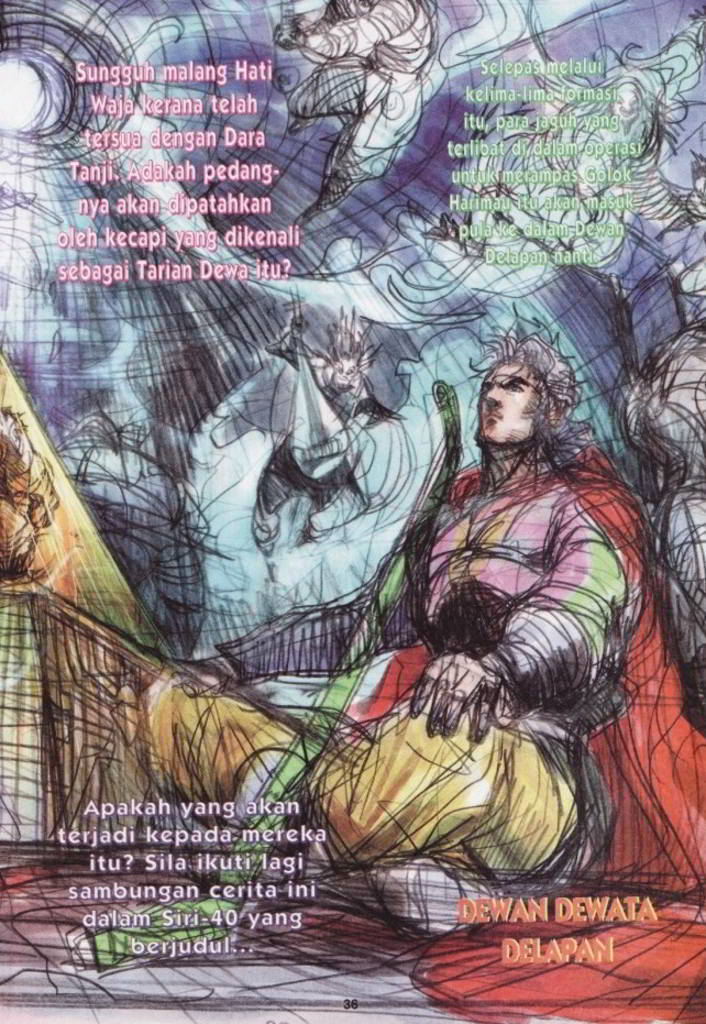 Sungguh malang Hati
Waja kerana telah
tersua dengan Dara
Tanji. Adakah pedang-
nya akan dipatahkan
oleh kecapi yang dikenali
sebagai Tarian Dewa itu?
Selepas melalui
kelima-lima formasi
itu, para jaguh yang
terlibat di dalam operasi
untuk merampas Golok
Harimau itu akan masuk
pula ke dalam Dewan
Delapan nanti.
Apakah yang akan
terjadi kepada mereka
itu? Sila ikuti lagi
sambungan cerita ini
dalam Siri-40 yang
berjudul...
DEWAN DEWATA
DELAPAN
36